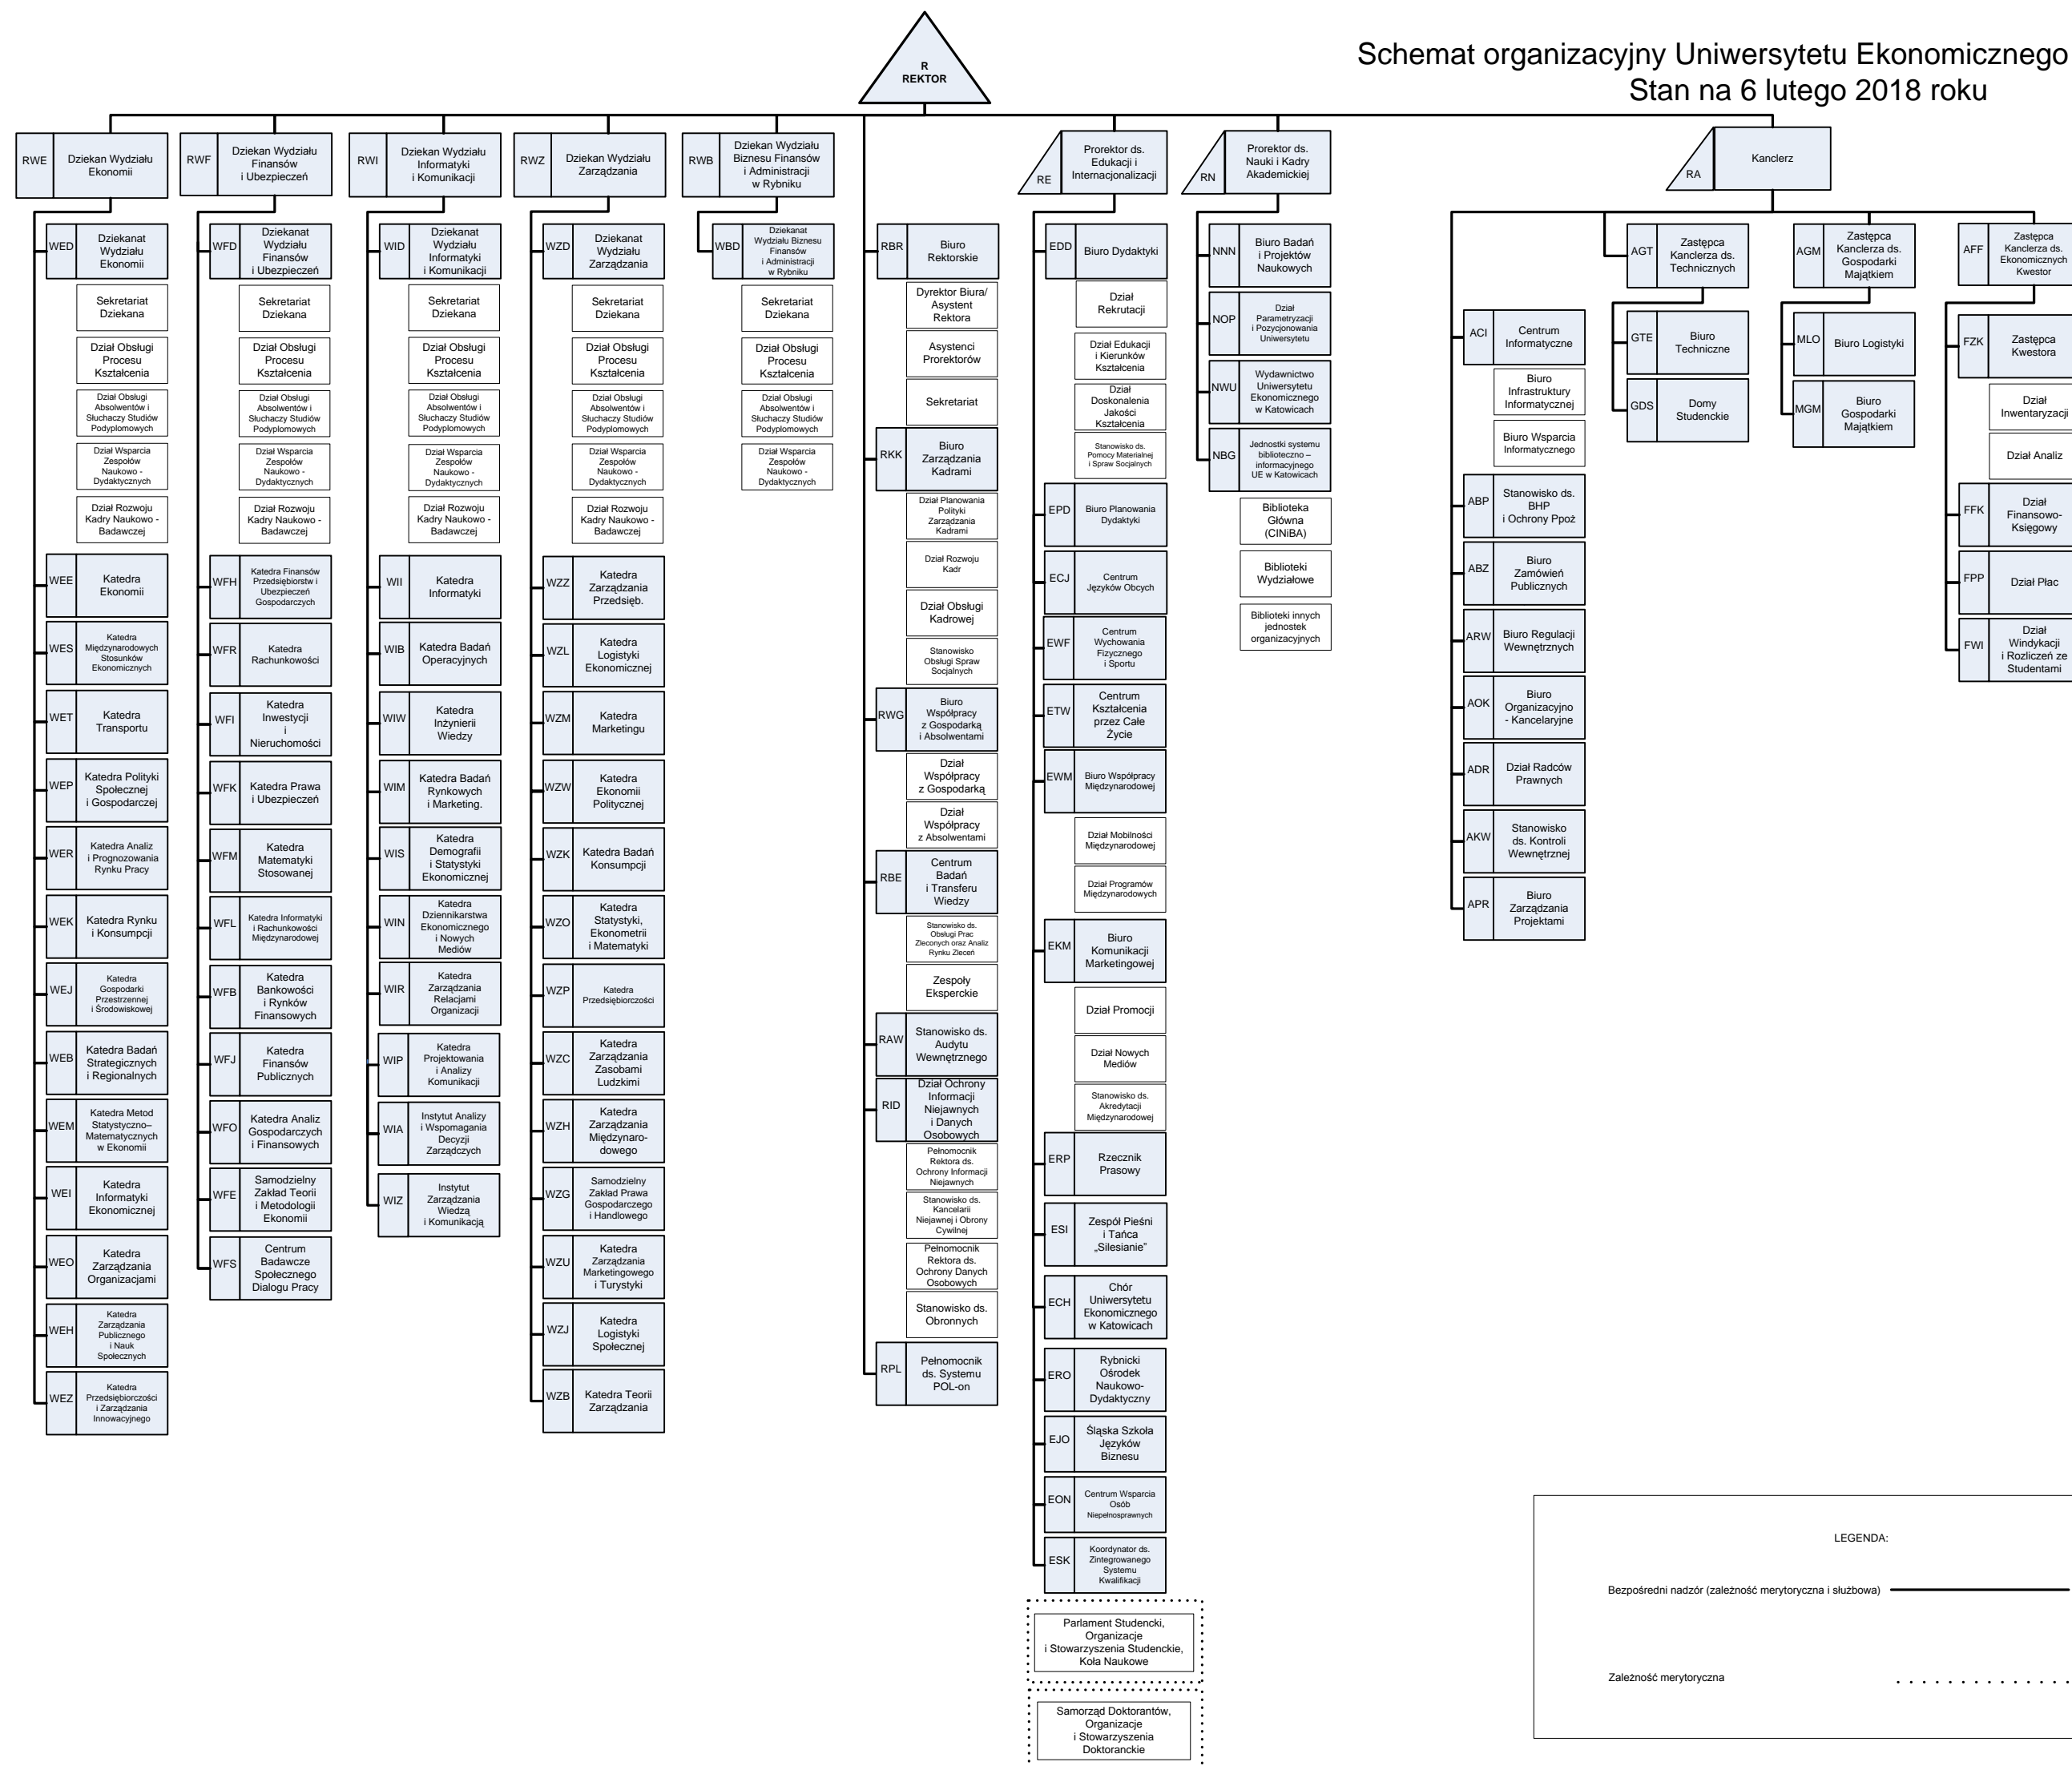 Schemat organizacyjny Uniwersytetu Ekonomicznego
Stan na 6 lutego 2018 roku
R
REKTOR
RWE
Dziekan Wydziału
Ekonomii
WED
Dziekanat
Wydziału
Ekonomii
Sekretariat
Dziekana
Dział Obsługi
Procesu
Kształcenia
Dział Obsługi
Absolwentów i
Słuchaczy Studiów
Podyplomowych
Dział Wsparcia
Zespołów
Naukowo -
Dydaktycznych
Dział Rozwoju
Kadry Naukowo -
Badawczej
WEE
Katedra
Ekonomii
WES
Katedra
Międzynarodowych
Stosunków
Ekonomicznych
WET
Katedra
Transportu
WEP
Katedra Polityki
Społecznej
i Gospodarczej
WER
Katedra Analiz
i Prognozowania
Rynku Pracy
WEK
Katedra Rynku
i Konsumpcji
WEJ
Katedra
Gospodarki
Przestrzennej
i Środowiskowej
WEB
Katedra Badań
Strategicznych
i Regionalnych
WEM
Katedra Metod
Statystyczno–
Matematycznych
w Ekonomii
WEI
Katedra
Informatyki
Ekonomicznej
WEO
Katedra
Zarządzania
Organizacjami
WEH
Katedra
Zarządzania
Publicznego
i Nauk
Społecznych
WEZ
Katedra
Przedsiębiorczości
i Zarządzania
Innowacyjnego
RWF
Dziekan Wydziału
Finansów
i Ubezpieczeń
WFD
Dziekanat
Wydziału
Finansów
i Ubezpieczeń
Sekretariat
Dziekana
Dział Obsługi
Procesu
Kształcenia
Dział Obsługi
Absolwentów i
Słuchaczy Studiów
Podyplomowych
Dział Wsparcia
Zespołów
Naukowo -
Dydaktycznych
Dział Rozwoju
Kadry Naukowo -
Badawczej
WFH
Katedra Finansów
Przedsiębiorstw i
Ubezpieczeń
Gospodarczych
WFR
Katedra
Rachunkowości
WFI
Katedra
Inwestycji
i
Nieruchomości
WFK
Katedra Prawa
i Ubezpieczeń
WFM
Katedra
Matematyki
Stosowanej
WFL
Katedra Informatyki
i Rachunkowości
Międzynarodowej
WFB
Katedra
Bankowości
i Rynków
Finansowych
WFJ
Katedra
Finansów
Publicznych
WFO
Katedra Analiz
Gospodarczych
i Finansowych
WFE
Samodzielny
Zakład Teorii
i Metodologii
Ekonomii
WFS
Centrum
Badawcze
Społecznego
Dialogu Pracy
RWI
Dziekan Wydziału
Informatyki
i Komunikacji
WID
Dziekanat
Wydziału
Informatyki
i Komunikacji
Sekretariat
Dziekana
Dział Obsługi
Procesu
Kształcenia
Dział Obsługi
Absolwentów i
Słuchaczy Studiów
Podyplomowych
Dział Wsparcia
Zespołów
Naukowo -
Dydaktycznych
Dział Rozwoju
Kadry Naukowo -
Badawczej
WII
Katedra
Informatyki
WIB
Katedra Badań
Operacyjnych
WIW
Katedra
Inżynierii
Wiedzy
WIM
Katedra Badań
Rynkowych
i Marketing.
WIS
Katedra
Demografii
i Statystyki
Ekonomicznej
WIN
Katedra
Dziennikarstwa
Ekonomicznego
i Nowych
Mediów
WIR
Katedra
Zarządzania
Relacjami
Organizacji
WIP
Katedra
Projektowania
i Analizy
Komunikacji
WIA
Instytut Analizy
i Wspomagania
Decyzji
Zarządczych
WIZ
Instytut
Zarządzania
Wiedzą
i Komunikacją
RWZ
Dziekan Wydziału
Zarządzania
WZD
Dziekanat
Wydziału
Zarządzania
Sekretariat
Dziekana
Dział Obsługi
Procesu
Kształcenia
Dział Obsługi
Absolwentów i
Słuchaczy Studiów
Podyplomowych
Dział Wsparcia
Zespołów
Naukowo -
Dydaktycznych
Dział Rozwoju
Kadry Naukowo -
Badawczej
WZZ
Katedra
Zarządzania
Przedsięb.
WZL
Katedra
Logistyki
Ekonomicznej
WZM
Katedra
Marketingu
WZW
Katedra
Ekonomii
Politycznej
WZK
Katedra Badań
Konsumpcji
WZO
Katedra
Statystyki,
Ekonometrii
i Matematyki
WZP
Katedra
Przedsiębiorczości
WZC
Katedra
Zarządzania
Zasobami
Ludzkimi
WZH
Katedra
Zarządzania
Międzynaro-
dowego
WZG
Samodzielny
Zakład Prawa
Gospodarczego
i Handlowego
WZU
Katedra
Zarządzania
Marketingowego
i Turystyki
WZJ
Katedra
Logistyki
Społecznej
WZB
Katedra Teorii
Zarządzania
RWB
Dziekan Wydziału
Biznesu Finansów
i Administracji
w Rybniku
WBD
Dziekanat
Wydziału Biznesu
Finansów
i Administracji
w Rybniku
Sekretariat
Dziekana
Dział Obsługi
Procesu
Kształcenia
Dział Obsługi
Absolwentów i
Słuchaczy Studiów
Podyplomowych
Dział Wsparcia
Zespołów
Naukowo -
Dydaktycznych
RBR
Biuro
Rektorskie
Dyrektor Biura/
Asystent
Rektora
Asystenci
Prorektorów
Sekretariat
RKK
Biuro
Zarządzania
Kadrami
Dział Planowania
Polityki
Zarządzania
Kadrami
Dział Rozwoju
Kadr
Dział Obsługi
Kadrowej
Stanowisko
Obsługi Spraw
Socjalnych
RWG
Biuro
Współpracy
z Gospodarką
i Absolwentami
Dział
Współpracy
z Gospodarką
Dział
Współpracy
z Absolwentami
RBE
Centrum
Badań
i Transferu
Wiedzy
Stanowisko ds.
Obsługi Prac
Zleconych oraz Analiz
Rynku Zleceń
Zespoły
Eksperckie
RAW
Stanowisko ds.
Audytu
Wewnętrznego
RID
Dział Ochrony
Informacji
Niejawnych
i Danych
Osobowych
Pełnomocnik
Rektora ds.
Ochrony Informacji
Niejawnych
Stanowisko ds.
Kancelarii
Niejawnej i Obrony
Cywilnej
Pełnomocnik
Rektora ds.
Ochrony Danych
Osobowych
Stanowisko ds.
Obronnych
RPL
Pełnomocnik
ds. Systemu
POL-on
RE
Prorektor ds.
Edukacji i
Internacjonalizacji
EDD
Biuro Dydaktyki
Dział
Rekrutacji
Dział Edukacji
i Kierunków
Kształcenia
Dział
Doskonalenia
Jakości
Kształcenia
Stanowisko ds.
Pomocy Materialnej
i Spraw Socjalnych
EPD
Biuro Planowania
Dydaktyki
ECJ
Centrum
Języków Obcych
EWF
Centrum
Wychowania
Fizycznego
i Sportu
ETW
Centrum
Kształcenia
przez Całe
Życie
EWM
Biuro Współpracy
Międzynarodowej
Dział Mobilności
Międzynarodowej
Dział Programów
Międzynarodowych
EKM
Biuro
Komunikacji
Marketingowej
Dział Promocji
Dział Nowych
Mediów
Stanowisko ds.
Akredytacji
Międzynarodowej
ERP
Rzecznik
Prasowy
ESI
Zespół Pieśni
i Tańca
„Silesianie”
ECH
Chór
Uniwersytetu
Ekonomicznego
w Katowicach
ERO
Rybnicki
Ośrodek
Naukowo-
Dydaktyczny
EJO
Śląska Szkoła
Języków
Biznesu
EON
Centrum Wsparcia
Osób
Niepełnosprawnych
ESK
Koordynator ds.
Zintegrowanego
Systemu
Kwalifikacji
Parlament Studencki,
Organizacje
i Stowarzyszenia Studenckie,
Koła Naukowe
Samorząd Doktorantów,
Organizacje
i Stowarzyszenia
Doktoranckie
RN
Prorektor ds.
Nauki i Kadry
Akademickiej
NNN
Biuro Badań
i Projektów
Naukowych
NOP
Dział
Parametryzacji
i Pozycjonowania
Uniwersytetu
NWU
Wydawnictwo
Uniwersytetu
Ekonomicznego
w Katowicach
NBG
Jednostki systemu
biblioteczno –
informacyjnego
UE w Katowicach
Biblioteka
Główna
(CINiBA)
Biblioteki
Wydziałowe
Biblioteki innych
jednostek
organizacyjnych
RA
Kanclerz
ACI
Centrum
Informatyczne
Biuro
Infrastruktury
Informatycznej
Biuro Wsparcia
Informatycznego
ABP
Stanowisko ds.
BHP
i Ochrony Ppoż
ABZ
Biuro
Zamówień
Publicznych
ARW
Biuro Regulacji
Wewnętrznych
AOK
Biuro
Organizacyjno
- Kancelaryjne
ADR
Dział Radców
Prawnych
AKW
Stanowisko
ds. Kontroli
Wewnętrznej
APR
Biuro
Zarządzania
Projektami
AGT
Zastępca
Kanclerza ds.
Technicznych
GTE
Biuro
Techniczne
GDS
Domy
Studenckie
AGM
Zastępca
Kanclerza ds.
Gospodarki
Majątkiem
MLO
Biuro Logistyki
MGM
Biuro
Gospodarki
Majątkiem
AFF
Zastępca
Kanclerza ds.
Ekonomicznych
Kwestor
FZK
Zastępca
Kwestora
Dział
Inwentaryzacji
Dział Analiz
FFK
Dział
Finansowo-
Księgowy
FPP
Dział Płac
FWI
Dział
Windykacji
i Rozliczeń ze
Studentami
LEGENDA:
Bezpośredni nadzór (zależność merytoryczna i służbowa)
Zależność merytoryczna